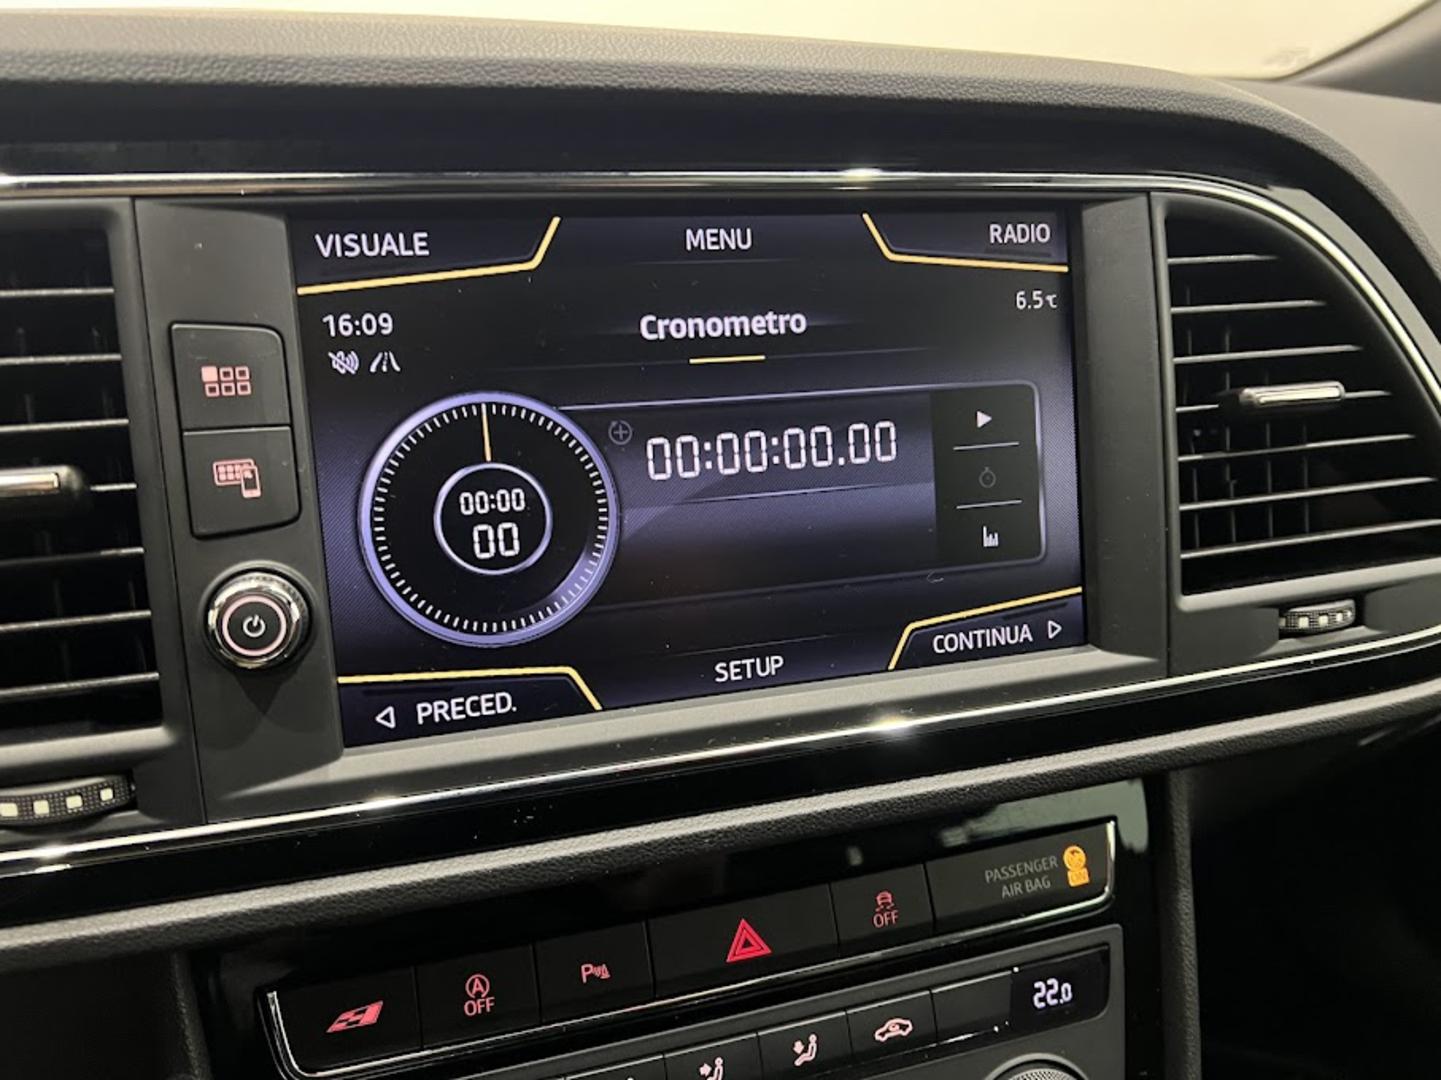 VISUALE MENU RADIO
16:09 6.5℃
Cronometro
00:00:00.00
00:00
00
SETUP CONTINUA
PRECED.
PASSENGER
AIR BAG
ON
OFF
A
OFF
P
22.0